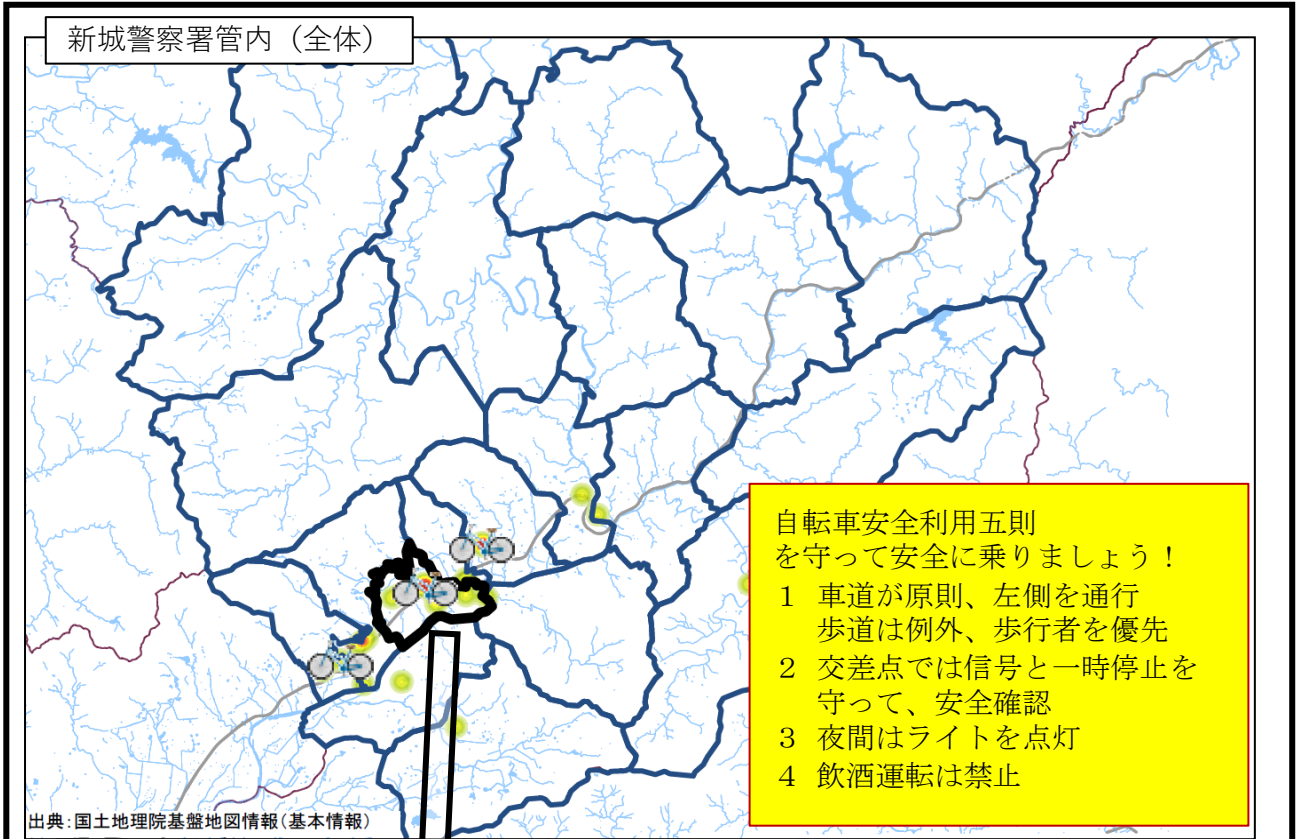 新城警察署管内（全体）
自転車安全利用五則
を守って安全に乗りましょう！
１ 車道が原則、左側を通行
歩道は例外、歩行者を優先
２ 交差点では信号と一時停止を
守って、安全確認
３ 夜間はライトを点灯
４ 飲酒運転は禁止
出典：国土地理院基盤地図情報（基本情報）